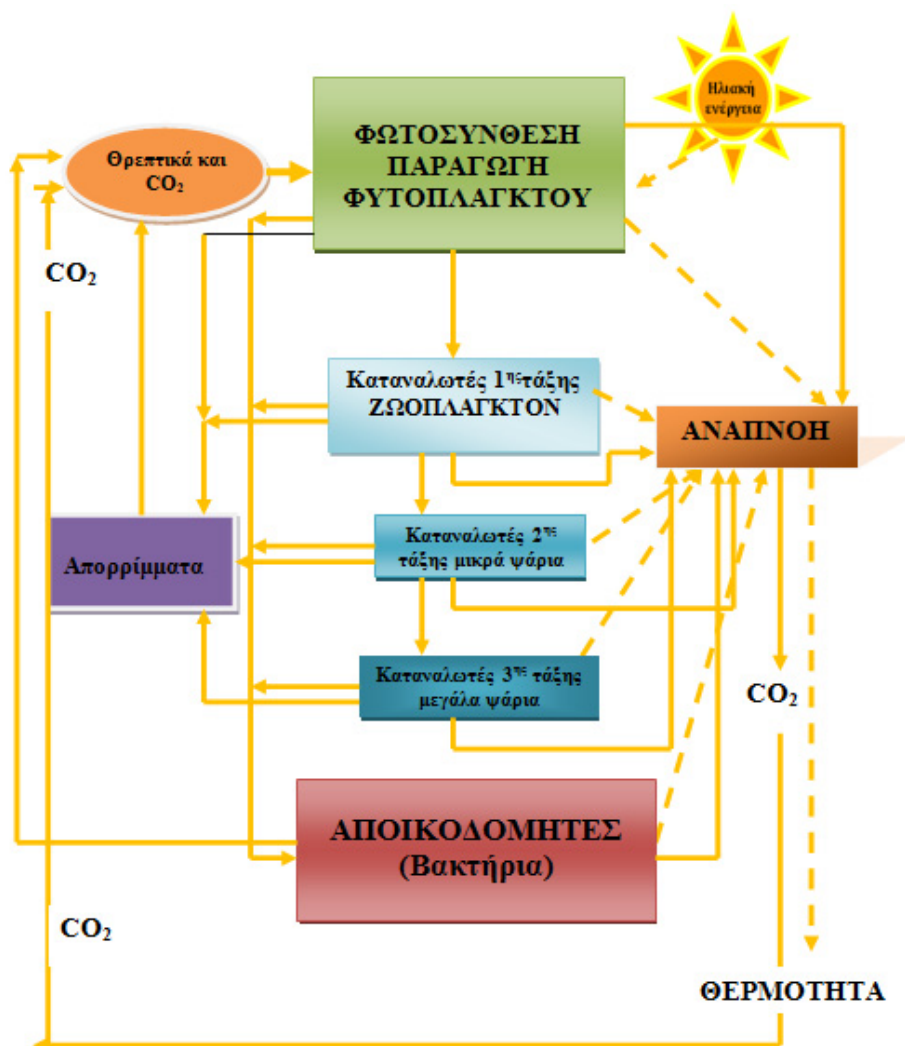 Ηλιακή
ενέργεια
ΦΩΤΟΣΥΝΘΕΣΗ
ΠΑΡΑΓΩΓΗ
ΦΥΤΟΠΛΑΓΚΤΟΥ
Θρεπτικά και
CO₂
CO₂
Καταναλωτές 1ης τάξης
ΖΩΟΠΛΑΓΚΤΟΝ
ΑΝΑΠΝΟΗ
Καταναλωτές 2ης
τάξης μικρά ψάρια
Απορρίμματα
Καταναλωτές 3ης τάξης
μεγάλα ψάρια
CO₂
ΑΠΟΙΚΟΔΟΜΗΤΕΣ
(Βακτήρια)
CO₂
ΘΕΡΜΟΤΗΤΑ